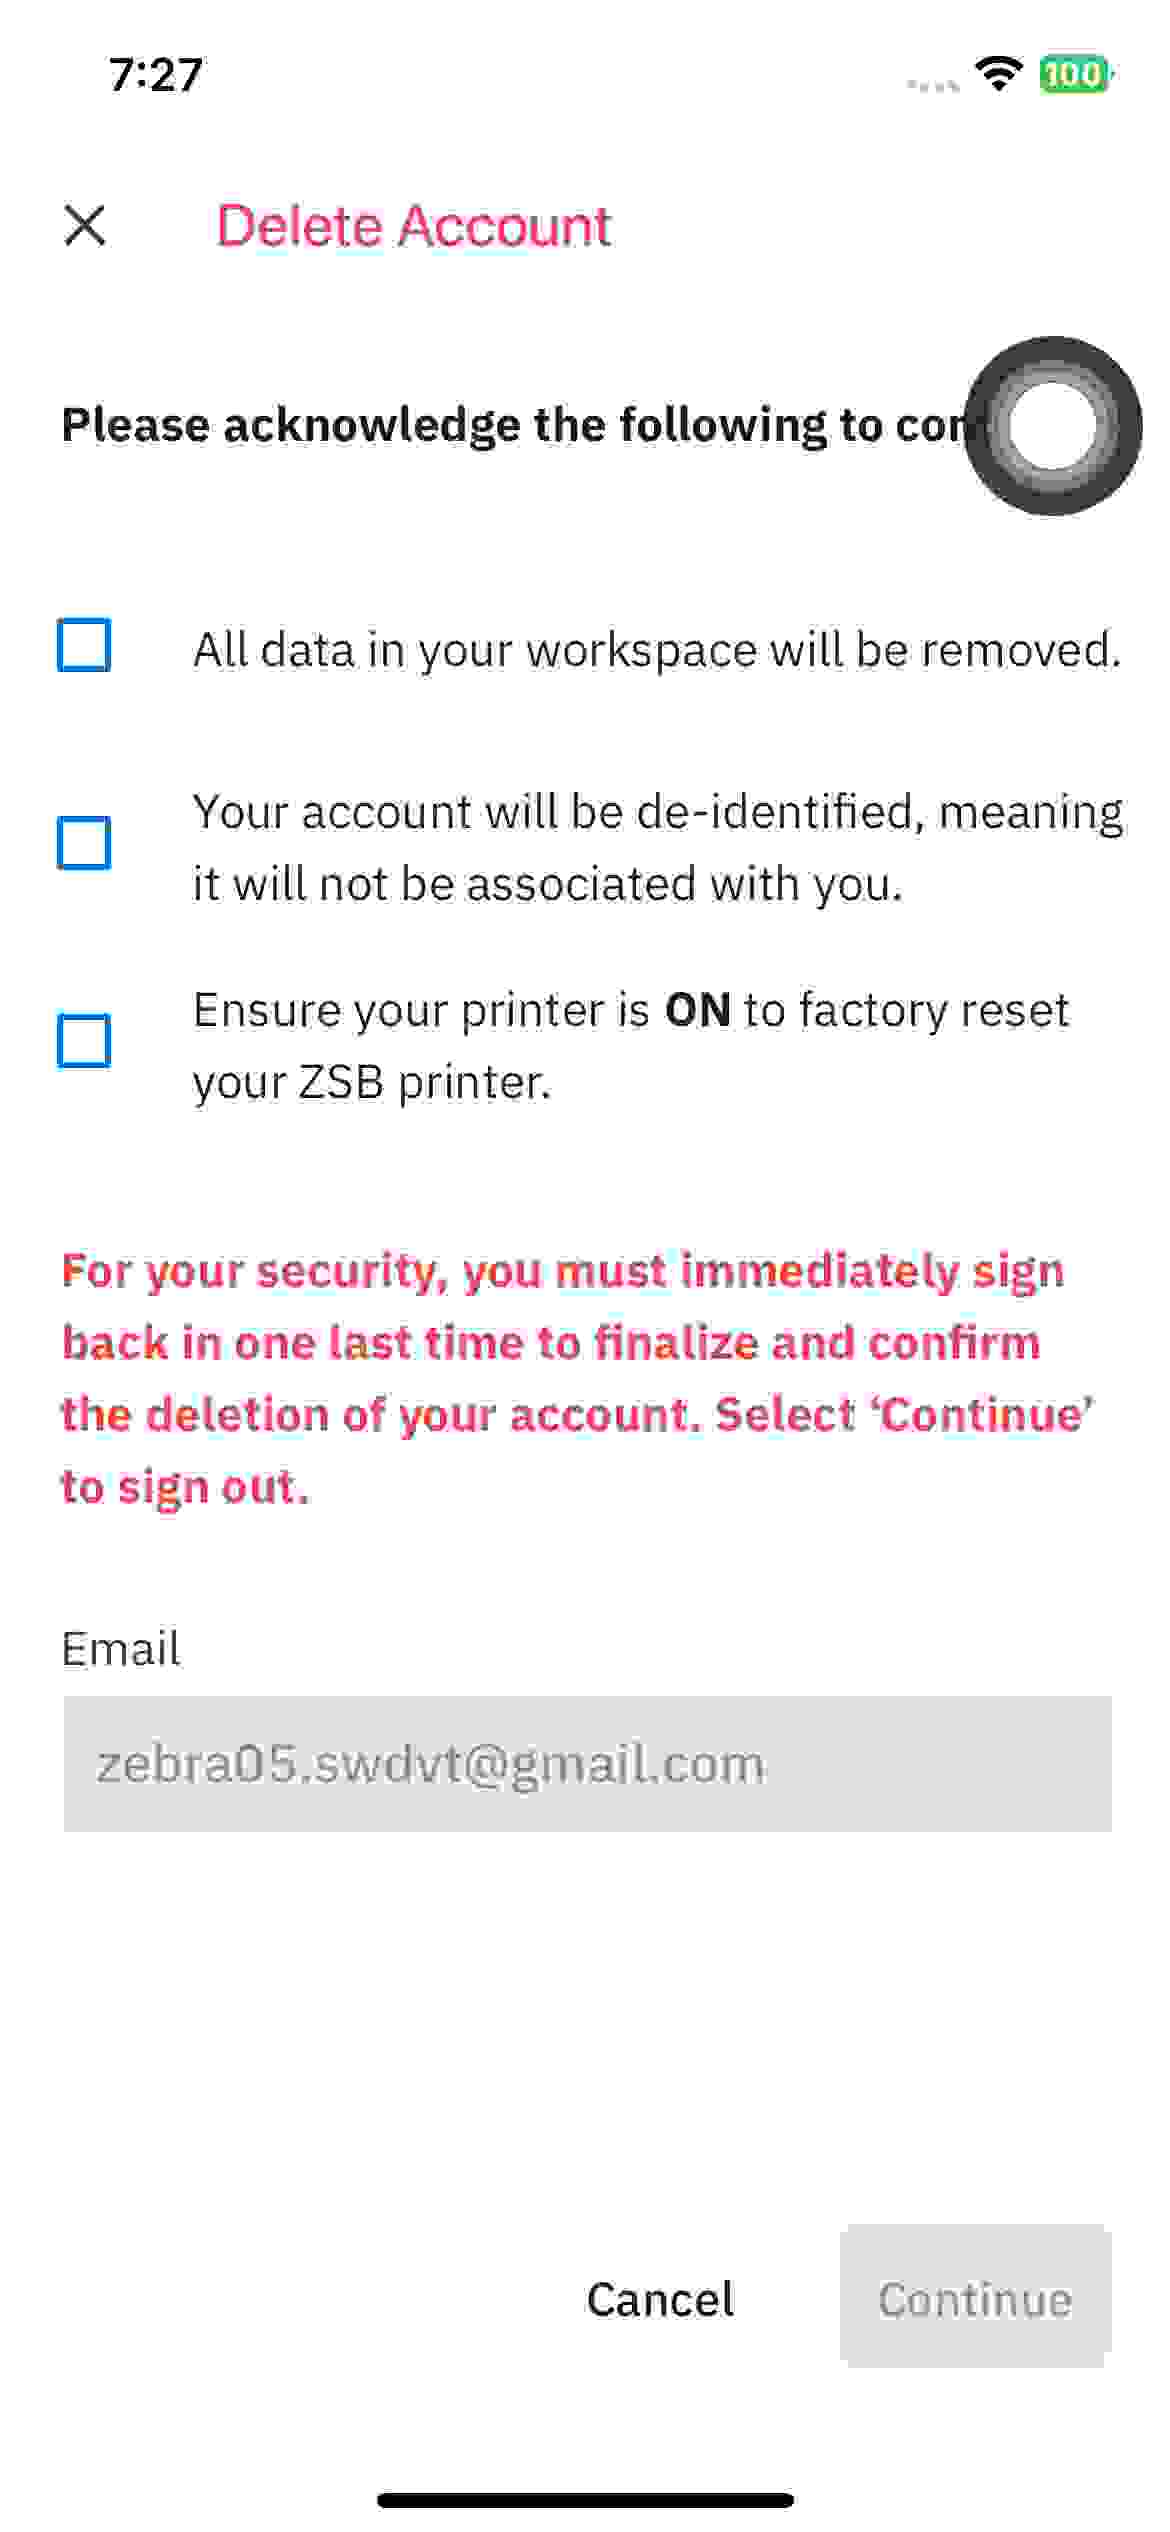 7:27
100
Delete Account
Please acknowledge the following to
All data in your workspace will be removed.
Your account will be de-identified, meaning
it will not be associated with you.
Ensure your printer is ON to factory reset
your ZSB printer.
For your security, you must immediately sign
back in one last time to finalize and confirm
the deletion of your account. Select ‘Continue’
to sign out.
Email
zebra05.swdvt@gmail.com
Cancel
Continue